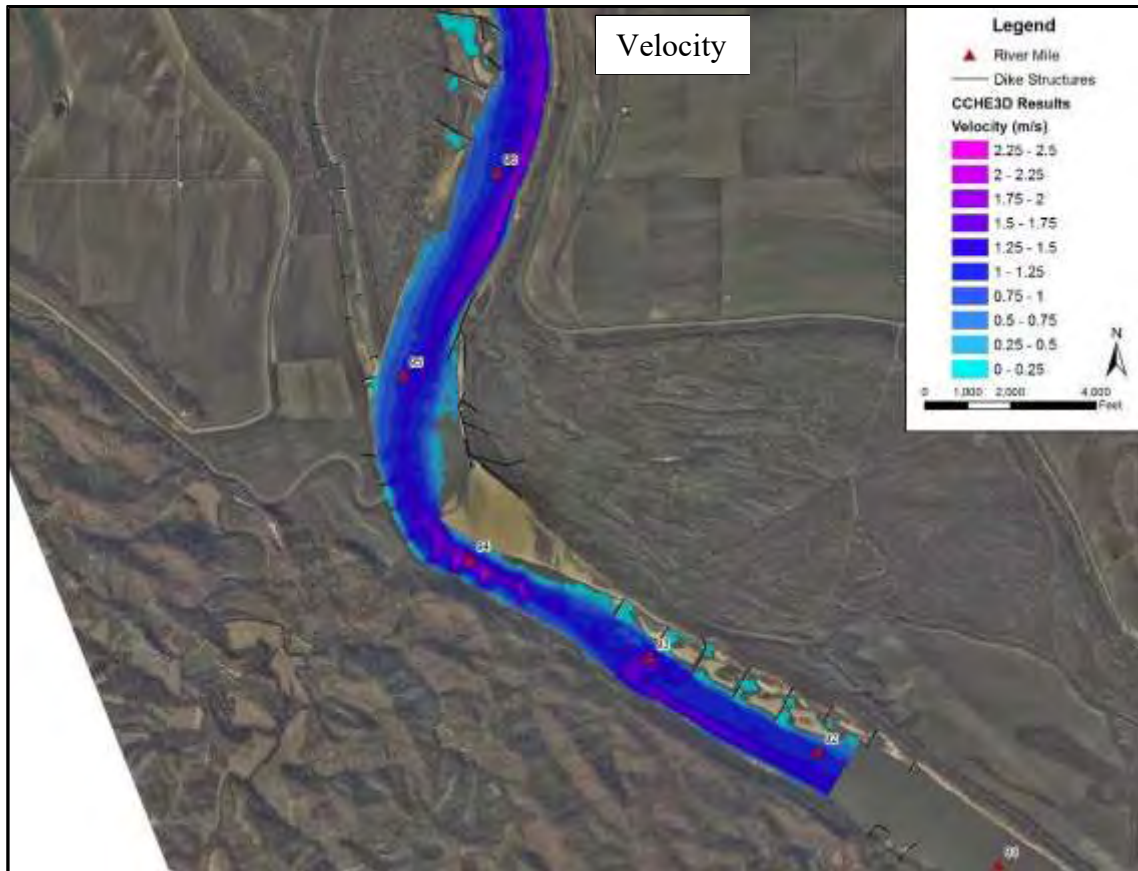 Velocity
Legend
River Mile
Dike Structures
CCHE3D Results
Velocity (m/s)
2.25 - 2.5
2 - 2.25
1.75 - 2
1.5 - 1.75
1.25 - 1.5
1 - 1.25
0.75 - 1
0.5 - 0.75
0.25 - 0.5
0 - 0.25
N
0 1,000 2,000 4,000
Feet
94
92